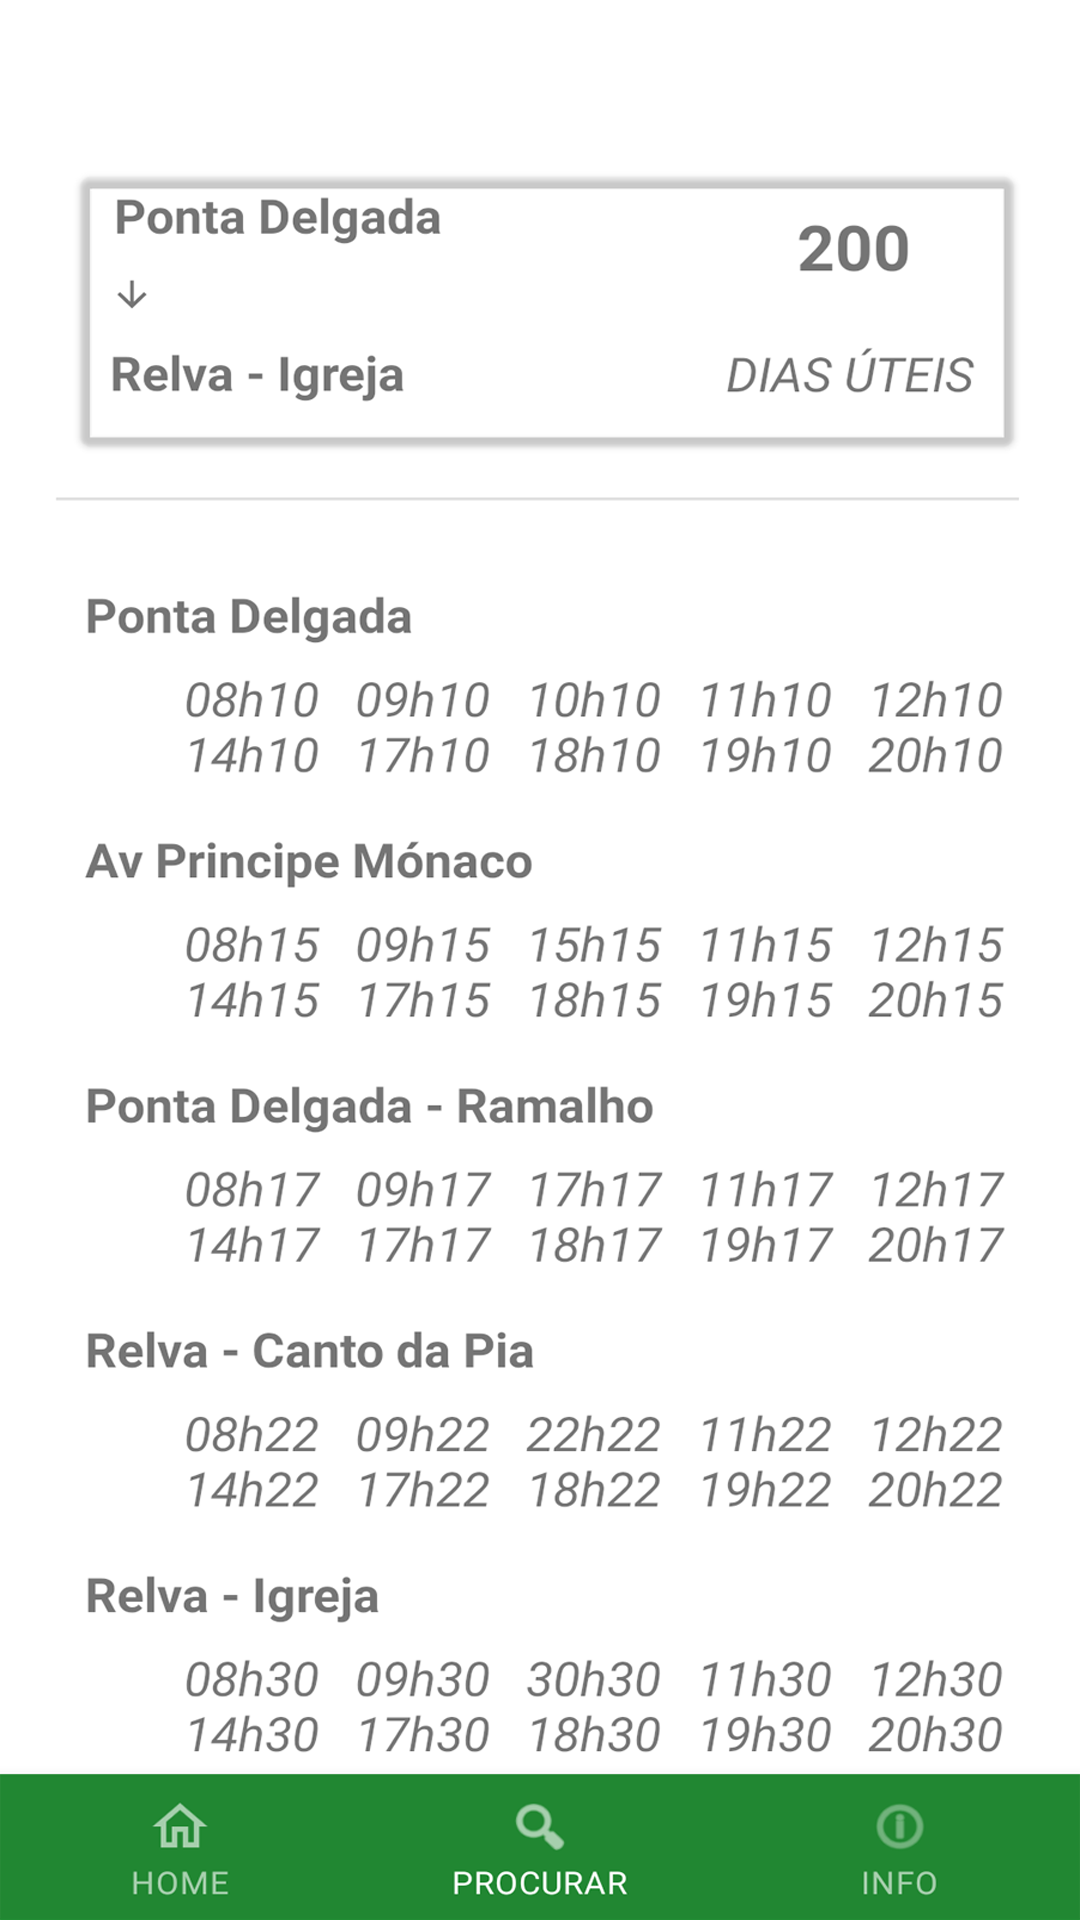 Ponta Delgada
200
↓
Relva - Igreja
DIAS ÚTEIS
Ponta Delgada
08h10 09h10 10h10 11h10 12h10
14h10 17h10 18h10 19h10 20h10
Av Principe Mónaco
08h15 09h15 15h15 11h15 12h15
14h15 17h15 18h15 19h15 20h15
Ponta Delgada - Ramalho
08h17 09h17 17h17 11h17 12h17
14h17 17h17 18h17 19h17 20h17
Relva - Canto da Pia
08h22 09h22 22h22 11h22 12h22
14h22 17h22 18h22 19h22 20h22
Relva - Igreja
08h30 09h30 30h30 11h30 12h30
14h30 17h30 18h30 19h30 20h30
HOME PROCURAR INFO